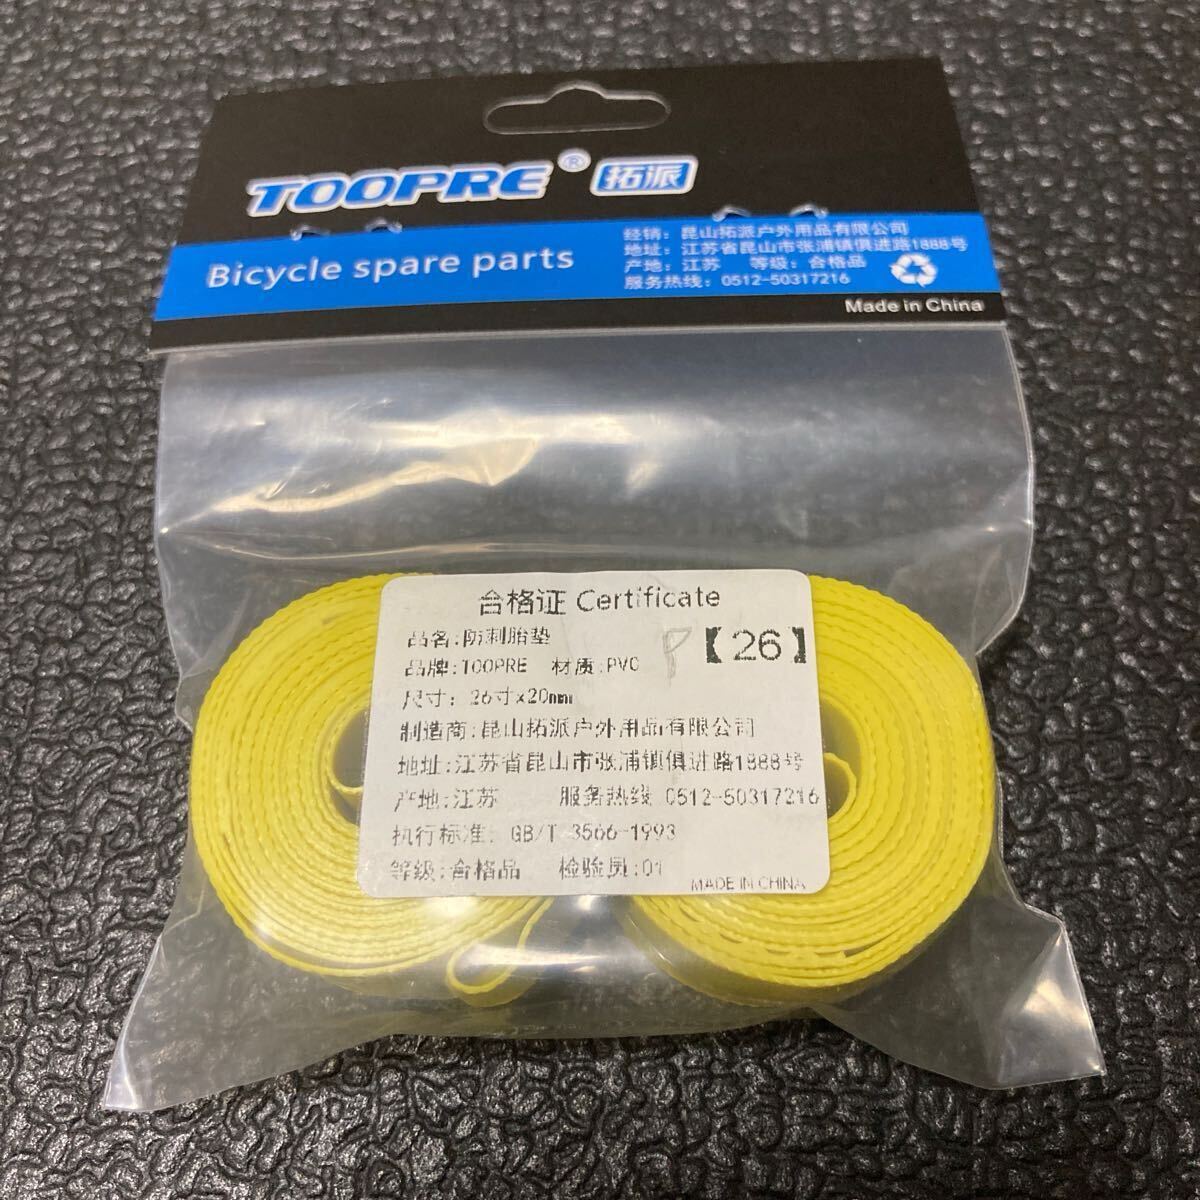 TOOPRE® 拓派
Bicycle spare parts
经销：昆山拓派户外用品有限公司
地址：江苏省昆山市张浦镇俱进路1888号
产地：江苏 等级：合格品
服务热线：0512-50317216
Made in China
合格证 Certificate
品名:防刺胎垫
【26】
品牌:TOOPRE 材质:PVC
尺寸: 26寸×20mm
制造商:昆山拓派户外用品有限公司
地址:江苏省昆山市张浦镇俱进路1888号
产地:江苏 服务热线 0512-50317216
执行标准: GB/T 3566-1993
等级:合格品 检验员:01
MADE IN CHINA